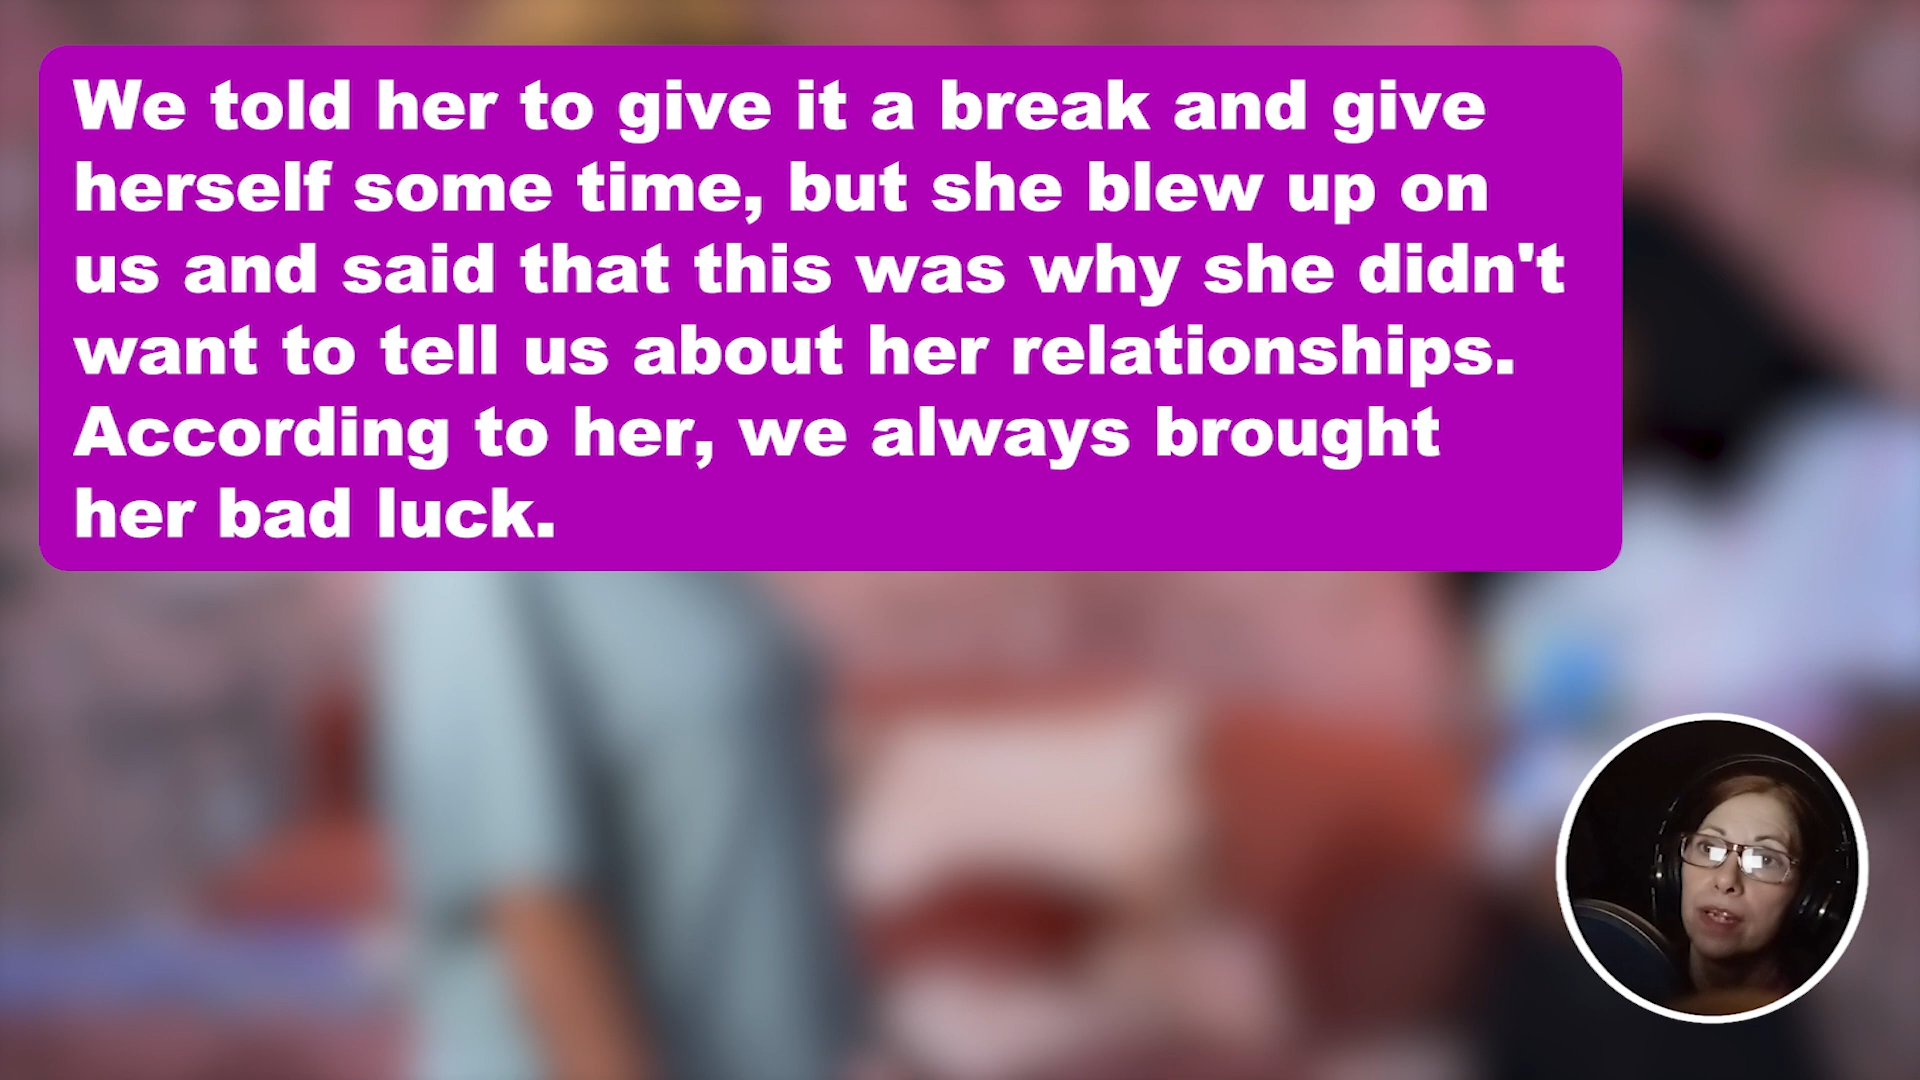 We told her to give it a break and give
herself some time, but she blew up on
us and said that this was why she didn't
want to tell us about her relationships.
According to her, we always brought
her bad luck.